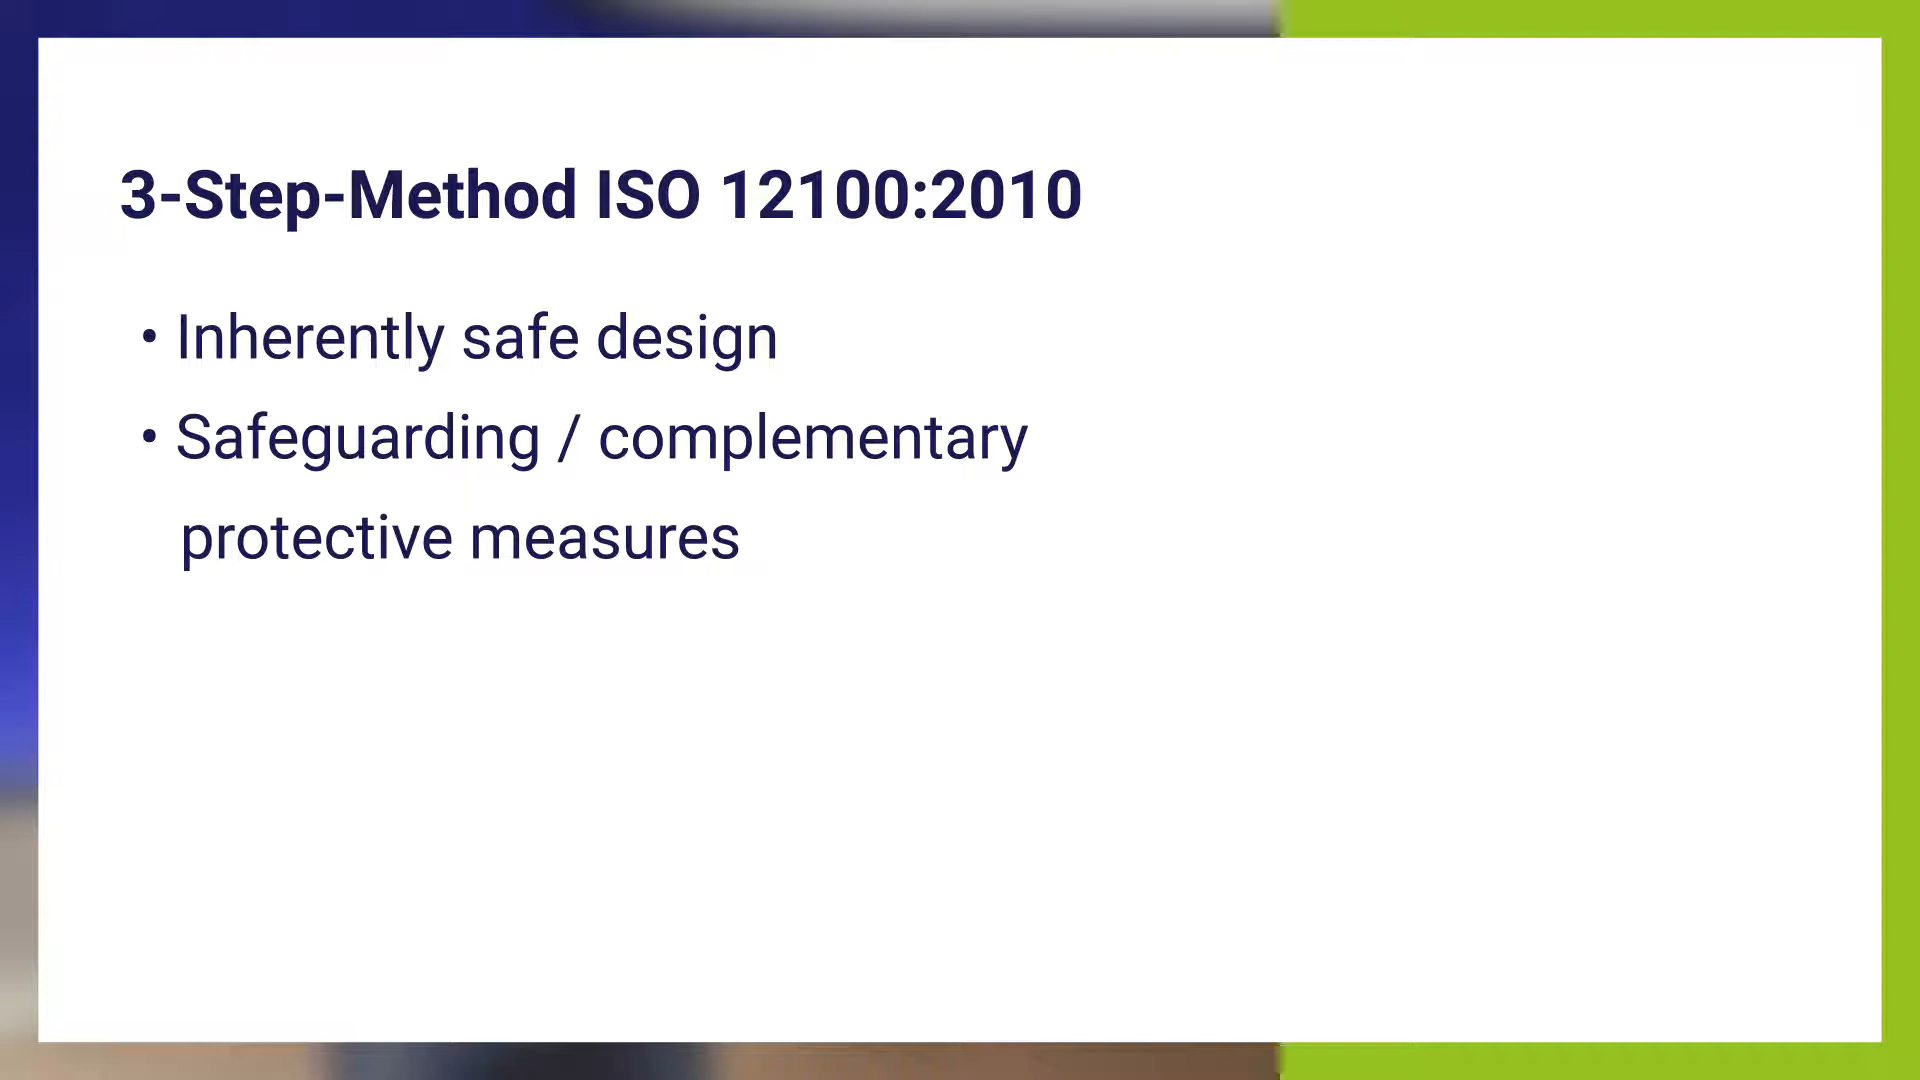 3-Step-Method ISO 12100:2010
• Inherently safe design
• Safeguarding / complementary
protective measures